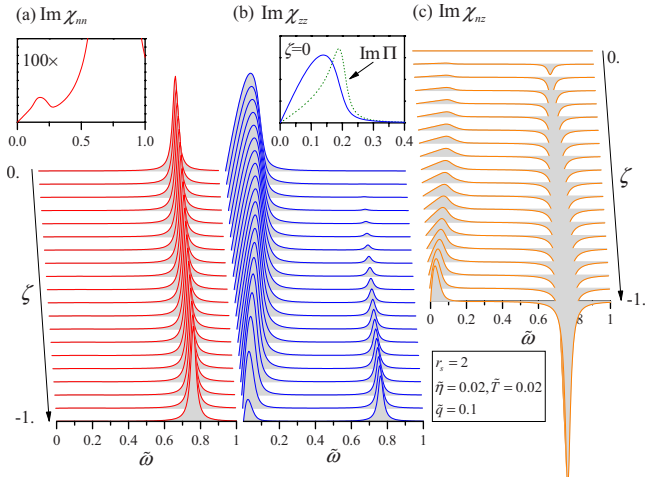 (a) Im χnn
100×
0.0 0.5 1.0
0.
ζ
-1.
0 0.2 0.4 0.6 0.8 1
ω̃
(b) Im χzz
ζ=0
Im Π
0.0 0.1 0.2 0.3 0.4
0 0.2 0.4 0.6 0.8 1
ω̃
(c) Im χnz
0.
ζ
-1.
0 0.2 0.4 0.6 0.8 1
ω̃
rs = 2
η̃ = 0.02, T̃ = 0.02
q̃ = 0.1